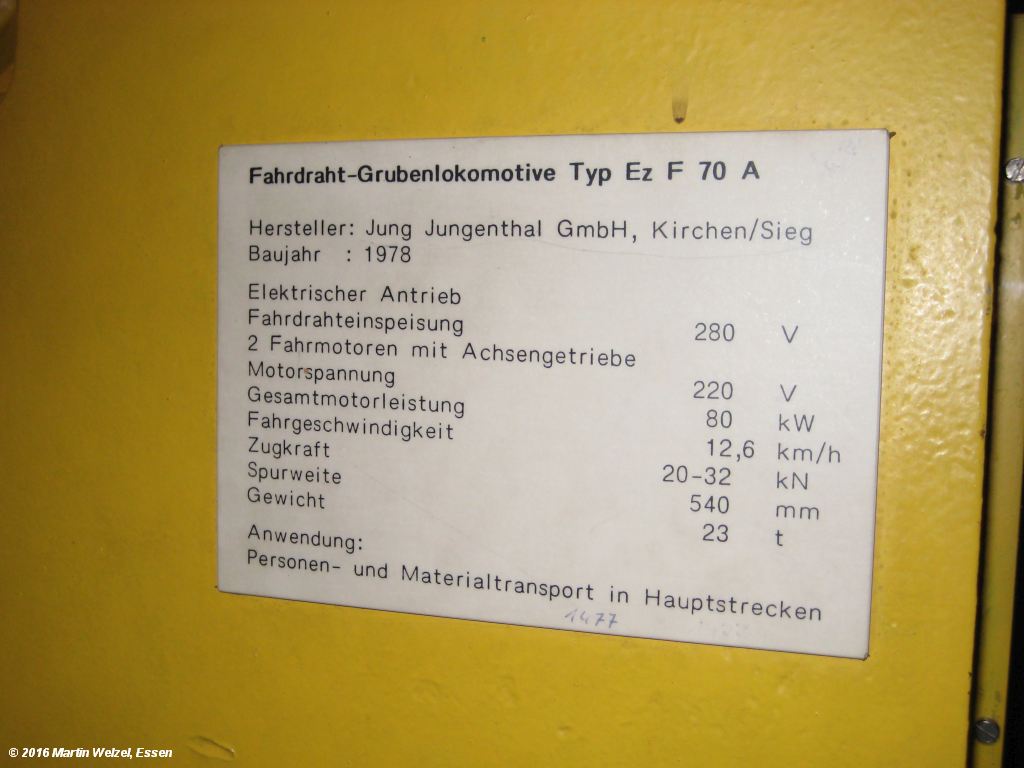 Fahrdraht-Grubenlokomotive Typ Ez F 70 A
Hersteller: Jung Jungenthal GmbH, Kirchen/Sieg
Baujahr : 1978
Elektrischer Antrieb
Fahrdrahteinspeisung 280 V
2 Fahrmotoren mit Achsengetriebe
Motorspannung 220 V
Gesamtmotorleistung 80 kW
Fahrgeschwindigkeit 12,6 km/h
Zugkraft 20-32 kN
Spurweite 540 mm
Gewicht 23 t
Anwendung:
Personen- und Materialtransport in Hauptstrecken
1477
© 2016 Martin Welzel, Essen